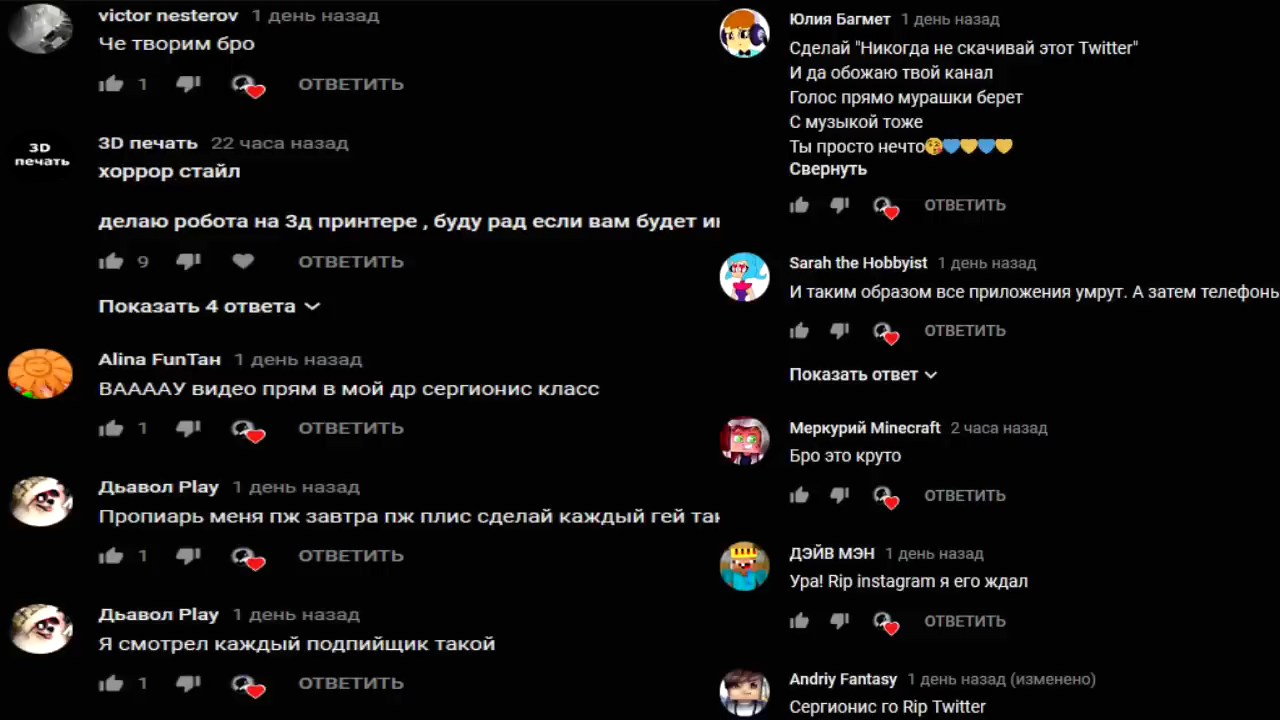 victor nesterov 1 день назад
Че творим бро
1 ОТВЕТИТЬ
3D печать
3D печать 22 часа назад
хоррор стайл
делаю робота на 3д принтере , буду рад если вам будет
9 ОТВЕТИТЬ
Показать 4 ответа
Alina FunТан 1 день назад
ВААААУ видео прям в мой др сергионис класс
1 ОТВЕТИТЬ
Дьавол Play 1 день назад
Пропиарь меня пж завтра пж плис сделай каждый гей
1 ОТВЕТИТЬ
Дьавол Play 1 день назад
Я смотрел каждый подпийщик такой
1 ОТВЕТИТЬ
Юлия Багмет 1 день назад
Сделай "Никогда не скачивай этот Twitter"
И да обожаю твой канал
Голос прямо мурашки берет
С музыкой тоже
Ты просто нечто😘💙💛💙💛
Свернуть
ОТВЕТИТЬ
Sarah the Hobbyist 1 день назад
И таким образом все приложения умрут. А затем
ОТВЕТИТЬ
Показать ответ
Меркурий Minecraft 2 часа назад
Бро это круто
ОТВЕТИТЬ
ДЭЙВ МЭН 1 день назад
Ура! Rip instagram я его ждал
ОТВЕТИТЬ
Andriy Fantasy 1 день назад (изменено)
Сергионис го Rip Twitter